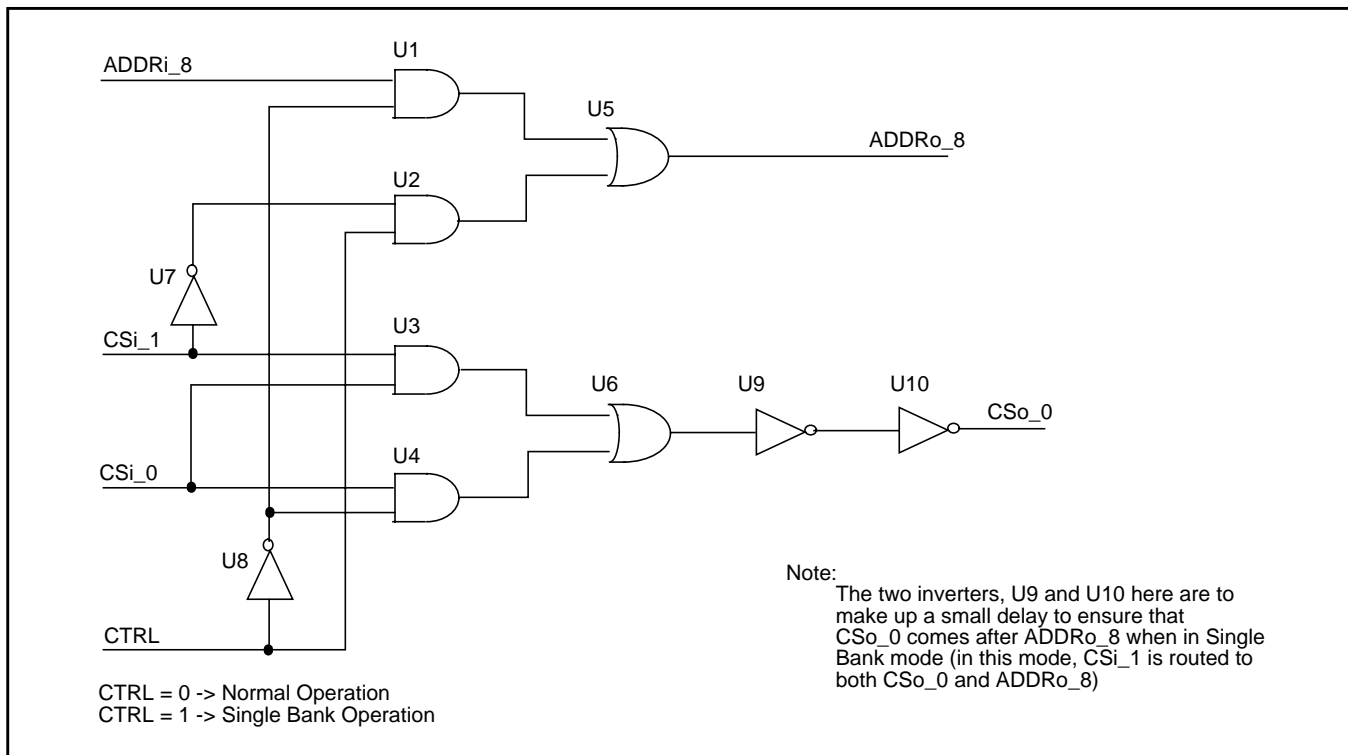 U1
ADDRi_8
U5
ADDRo_8
U2
U7
CSi_1
U3
U6
U9
U10
CSo_0
U4
CSi_0
U8
CTRL
CTRL = 0 -> Normal Operation
CTRL = 1 -> Single Bank Operation
Note:
The two inverters, U9 and U10 here are to
make up a small delay to ensure that
CSo_0 comes after ADDRo_8 when in Single
Bank mode (in this mode, CSi_1 is routed to
both CSo_0 and ADDRo_8)